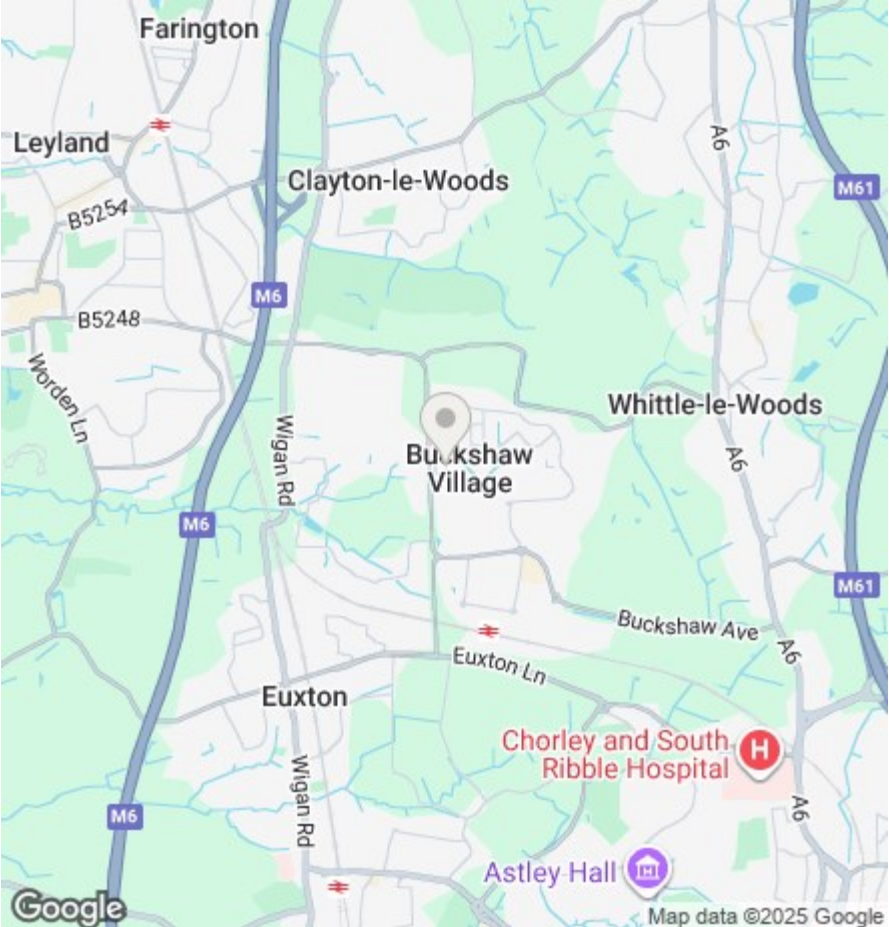 Farington
Leyland
A6
Clayton-le-Woods
M61
B5254
M6
B5248
Worden Ln
Whittle-le-Woods
Wigan Rd
Buckshaw
Village
A6
M6
M61
Buckshaw Ave
A6
Euxton Ln
Euxton
Chorley and South
Ribble Hospital
H
Wigan Rd
A6
M6
Astley Hall
Google
Map data ©2025 Google